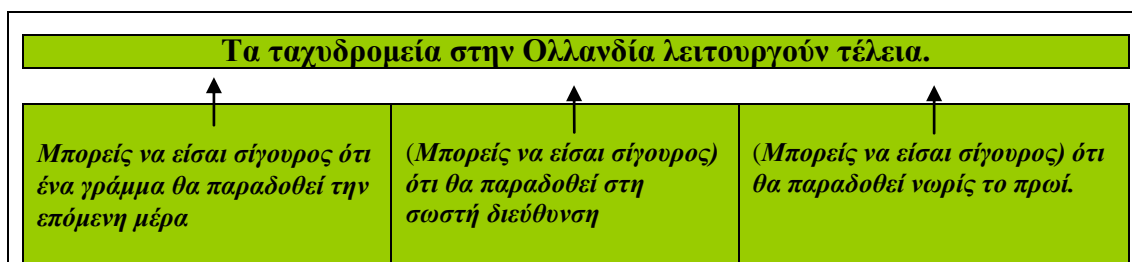 Τα ταχυδρομεία στην Ολλανδία λειτουργούν τέλεια.
Μπορείς να είσαι σίγουρος ότι
ένα γράμμα θα παραδοθεί την
επόμενη μέρα
(Μπορείς να είσαι σίγουρος)
ότι θα παραδοθεί στη
σωστή διεύθυνση
(Μπορείς να είσαι σίγουρος) ότι
θα παραδοθεί νωρίς το πρωί.